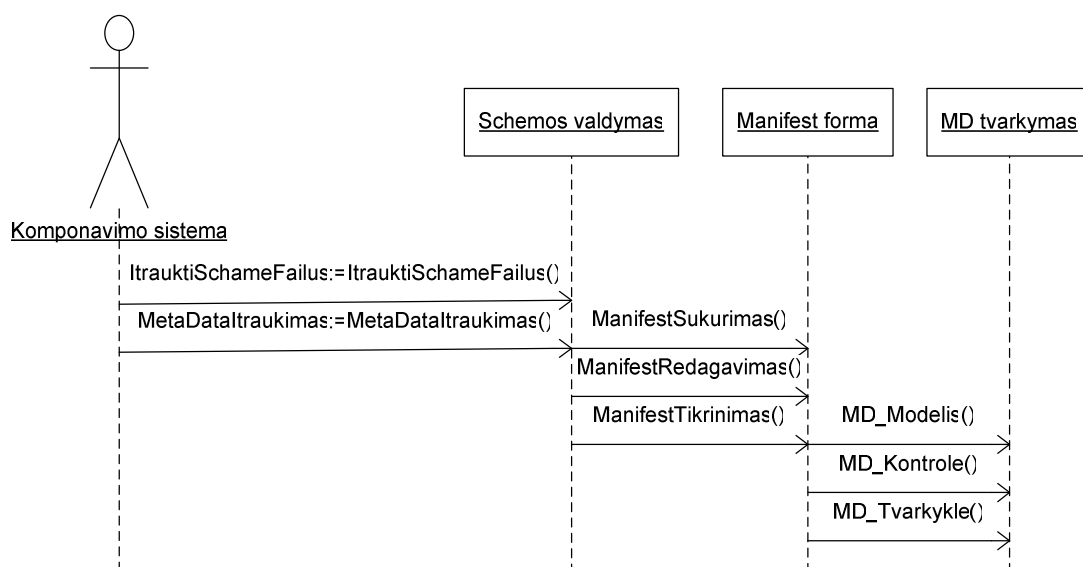 Schemos valdymas
Manifest forma
MD tvarkymas
Komponavimo sistema
ItrauktiSchameFailus:=ItrauktiSchameFailus()
MetaDataItraukimas:=MetaDataItraukimas()
ManifestSukurimas()
ManifestRedagavimas()
ManifestTikrinimas()
MD_Modelis()
MD_Kontrole()
MD_Tvarkykle()